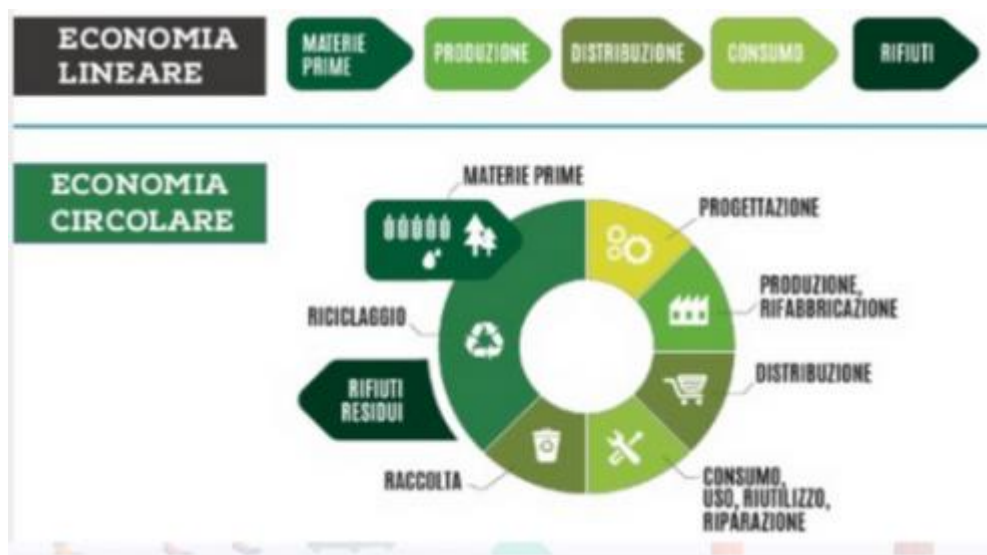 ECONOMIA
LINEARE
MATERIE
PRIME
PRODUZIONE
DISTRIBUZIONE
CONSUMO
RIFIUTI
ECONOMIA
CIRCOLARE
MATERIE PRIME
PROGETTAZIONE
PRODUZIONE,
RIFABBRICAZIONE
RICICLAGGIO
DISTRIBUZIONE
RIFIUTI
RESIDUI
RACCOLTA
CONSUMO,
USO, RIUTILIZZO,
RIPARAZIONE